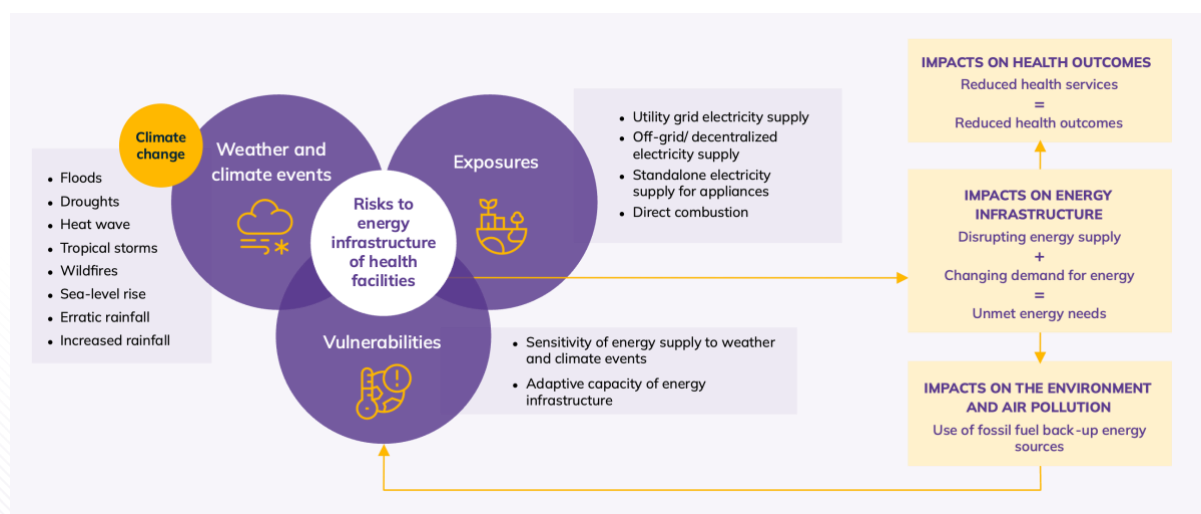 Climate
change
Weather and
climate events
• Floods
• Droughts
• Heat wave
• Tropical storms
• Wildfires
• Sea-level rise
• Erratic rainfall
• Increased rainfall
Exposures
• Utility grid electricity supply
• Off-grid/ decentralized
electricity supply
• Standalone electricity
supply for appliances
• Direct combustion
Risks to
energy
infrastructure
of health
facilities
Vulnerabilities
• Sensitivity of energy supply to weather
and climate events
• Adaptive capacity of energy
infrastructure
IMPACTS ON HEALTH OUTCOMES
Reduced health services
=
Reduced health outcomes
IMPACTS ON ENERGY
INFRASTRUCTURE
Disrupting energy supply
+
Changing demand for energy
=
Unmet energy needs
IMPACTS ON THE ENVIRONMENT
AND AIR POLLUTION
Use of fossil fuel back-up energy
sources